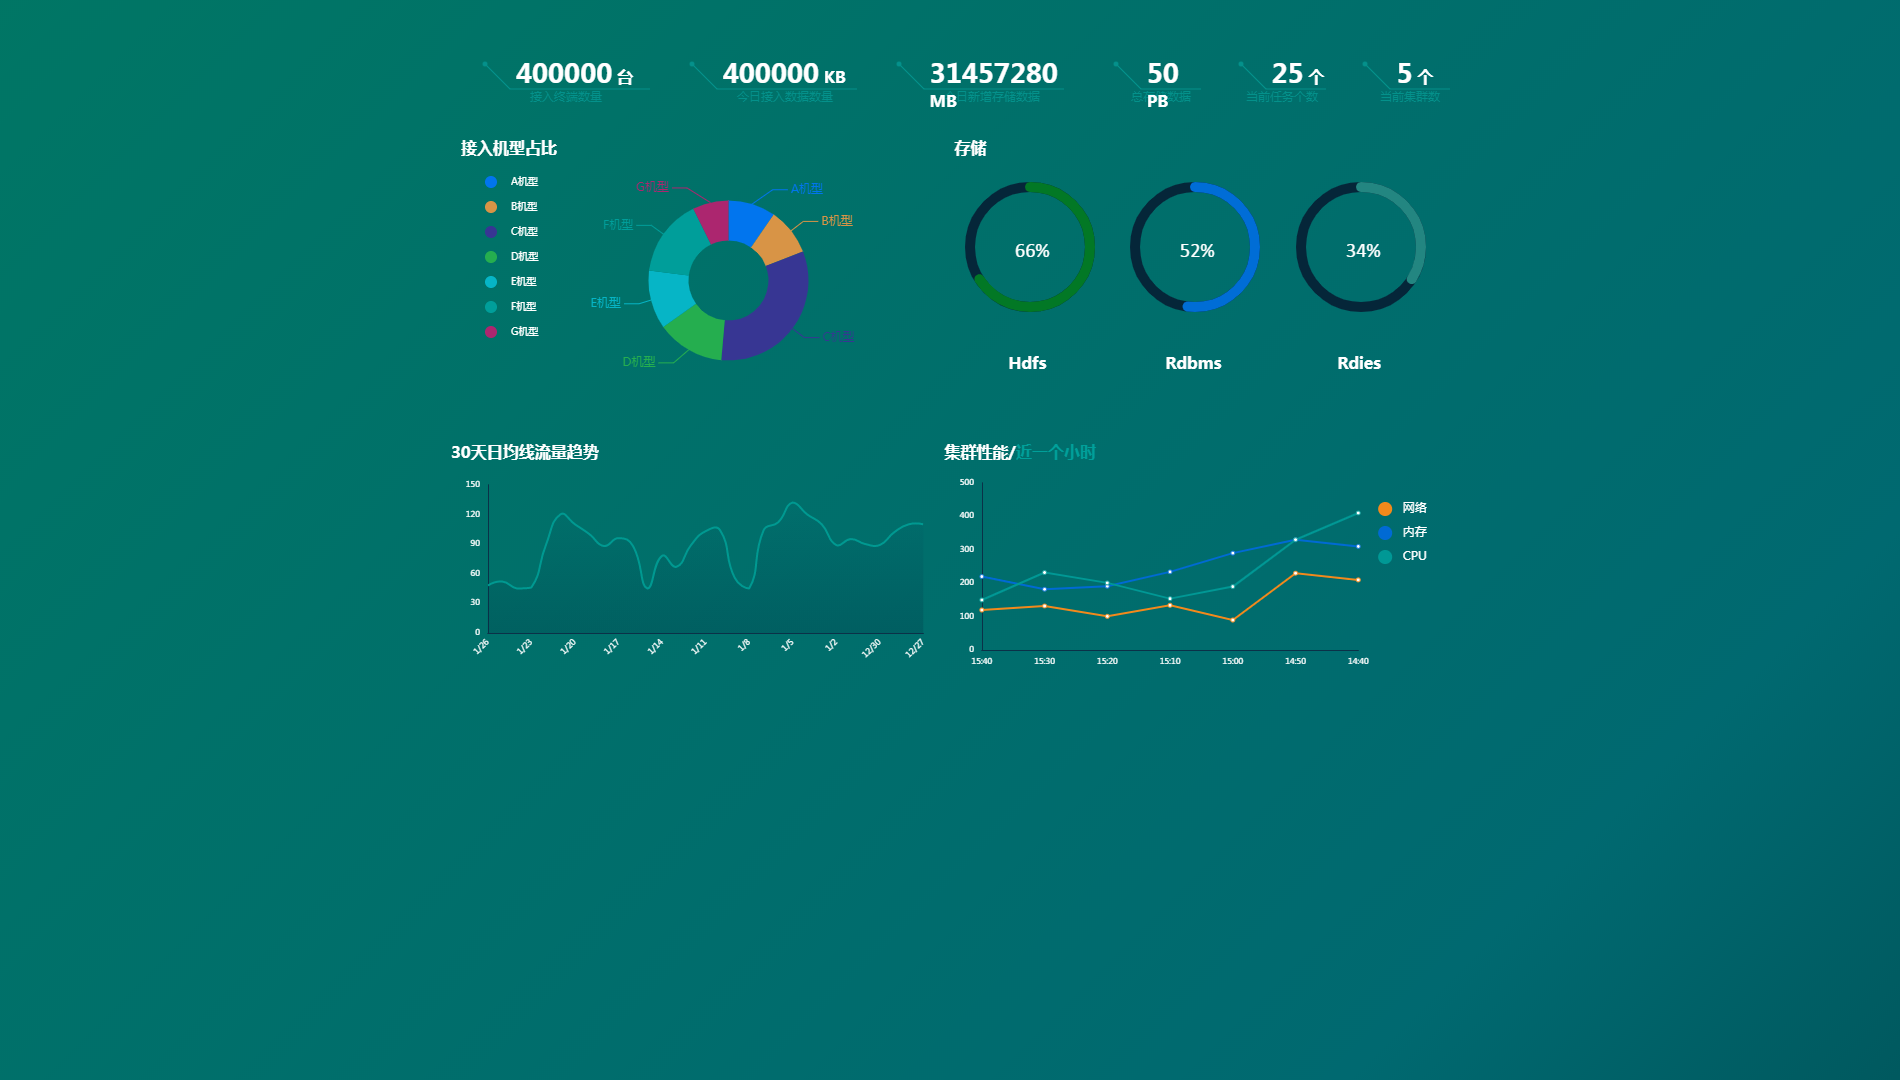 400000 台
接入终端数量
400000 KB
今日接入数据数量
31457280
MB
日新增存储数据
50
PB
数据
25 个
当前任务个数
5 个
当前集群数
接入机型占比
A机型
B机型
C机型
D机型
E机型
F机型
G机型
G机型
A机型
B机型
F机型
E机型
C机型
D机型
存储
66%
52%
34%
Hdfs
Rdbms
Rdies
30天日均线流量趋势
150
120
90
60
30
0
1/26
1/23
1/20
1/17
1/14
1/11
1/8
1/5
1/2
12/30
12/27
集群性能/近一个小时
500
400
300
200
100
0
15:40
15:30
15:20
15:10
15:00
14:50
14:40
网络
内存
CPU